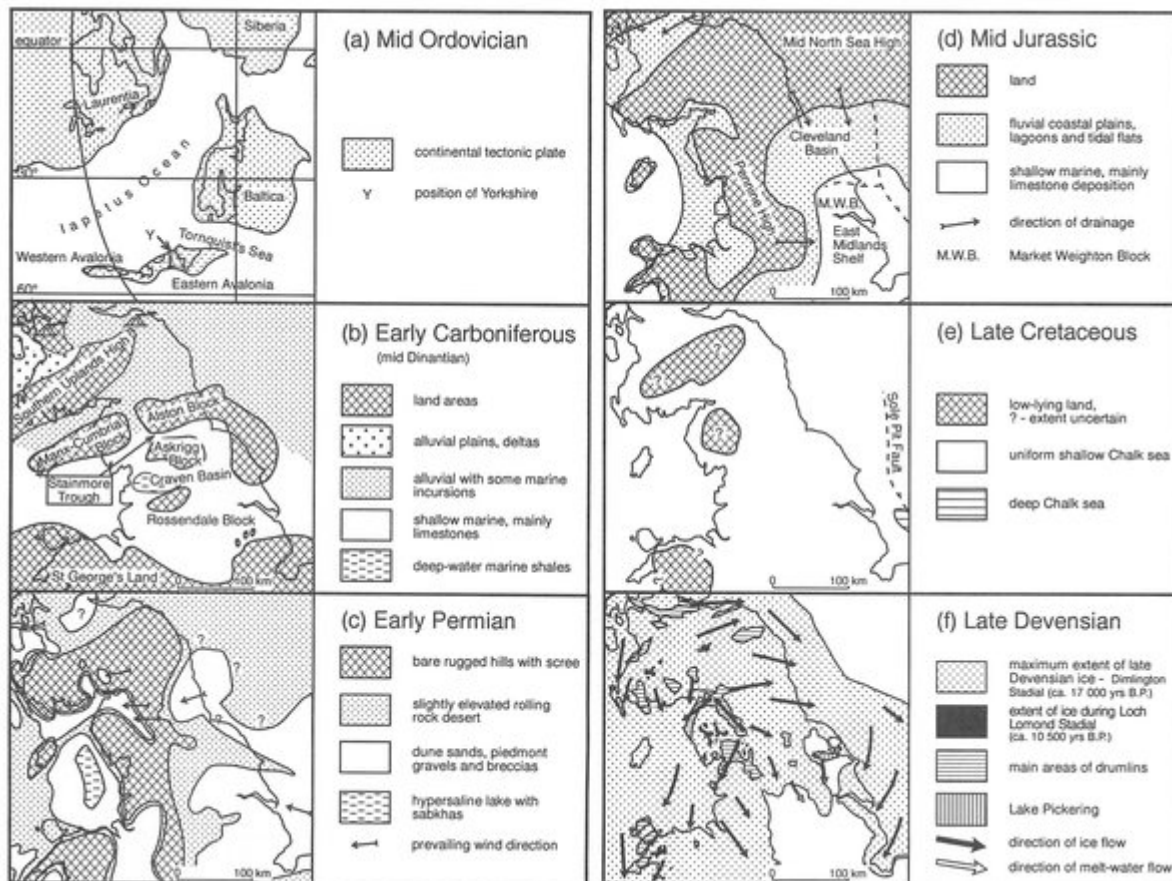 (a) Mid Ordovician
equator
Siberia
Laurentia
Iapetus Ocean
30°
Baltica
Y
Tornquist's Sea
Western Avalonia
Eastern Avalonia
60°
continental tectonic plate
Y position of Yorkshire
(b) Early Carboniferous
(mid Dinantian)
Southern Uplands High
Alston Block
Manx-Cumbria Block
Askrigg Block
Stainmore Trough
Craven Basin
Rossendale Block
St George's Land
0 100 km
land areas
alluvial plains, deltas
alluvial with some marine
incursions
shallow marine, mainly
limestones
deep-water marine shales
(c) Early Permian
?
?
?
?
0 100 km
bare rugged hills with scree
slightly elevated rolling
rock desert
dune sands, piedmont
gravels and breccias
hypersaline lake with
sabkhas
prevailing wind direction
(d) Mid Jurassic
Mid North Sea High
Cleveland
Basin
Pennine High
M.W.B.
East
Midlands
Shelf
0 100 km
land
fluvial coastal plains,
lagoons and tidal flats
shallow marine, mainly
limestone deposition
direction of drainage
M.W.B. Market Weighton Block
(e) Late Cretaceous
?
?
?
?
Sole Pit Fault
0 100 km
low-lying land,
? - extent uncertain
uniform shallow Chalk sea
deep Chalk sea
(f) Late Devensian
0 100 km
maximum extent of late
Devensian ice - Dimlington
Stadial (ca. 17 000 yrs B.P.)
extent of ice during Loch
Lomond Stadial
(ca. 10 500 yrs B.P.)
main areas of drumlins
Lake Pickering
direction of ice flow
direction of melt-water flow